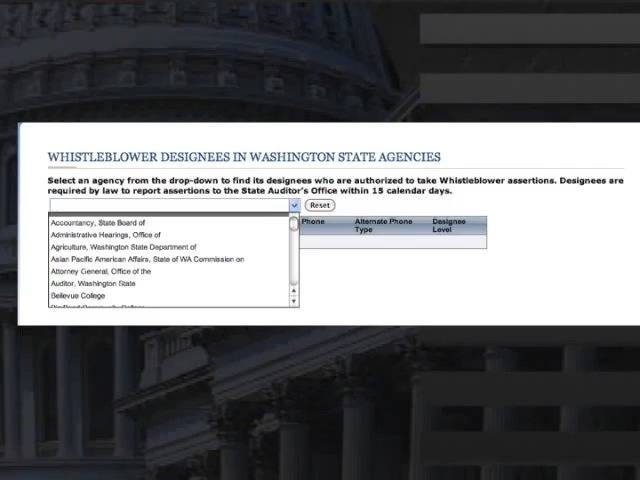 WHISTLEBLOWER DESIGNEES IN WASHINGTON STATE AGENCIES
Select an agency from the drop-down to find its designees who are authorized to take Whistleblower assertions. Designees are
required by law to report assertions to the State Auditor's Office within 15 calendar days.
Reset
Phone Alternate Phone Designee
Type Level
Accountancy, State Board of
Administrative Hearings, Office of
Agriculture, Washington State Department of
Asian Pacific American Affairs, State of WA Commission on
Attorney General, Office of the
Auditor, Washington State
Bellevue College